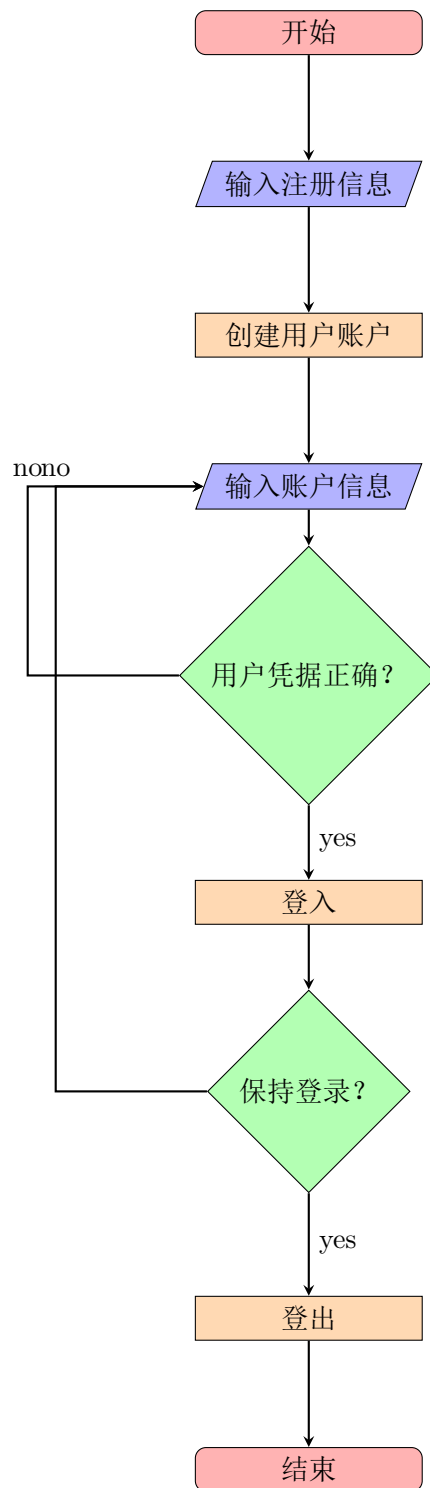 开始
输入注册信息
创建用户账户
nono
输入账户信息
用户凭据正确？
yes
登入
保持登录？
yes
登出
结束